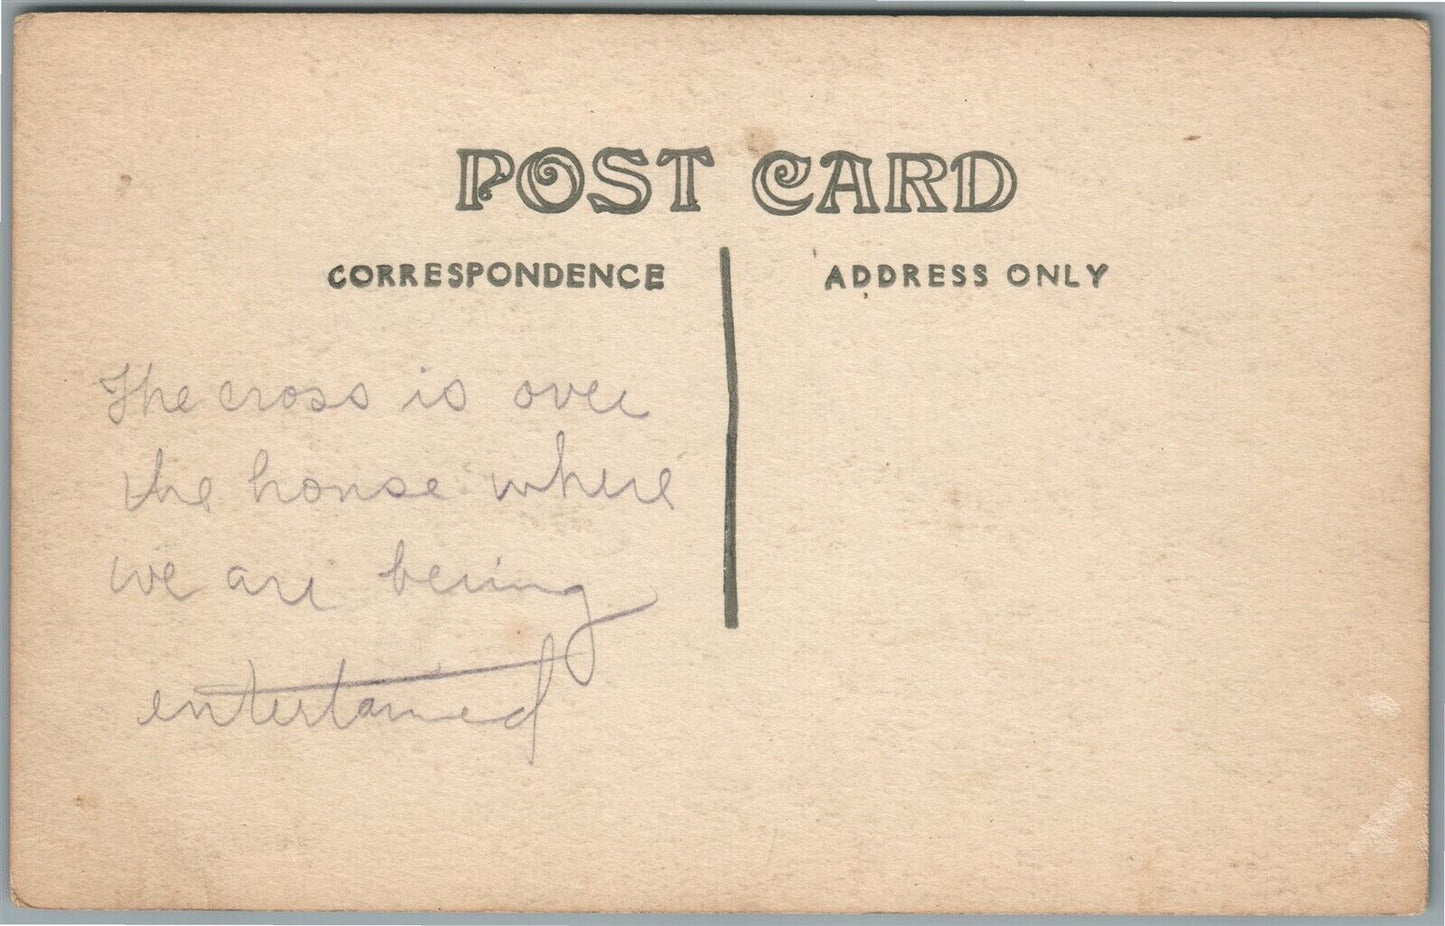 POST CARD
CORRESPONDENCE
ADDRESS ONLY
The cross is over
the house where
we are being
entertained